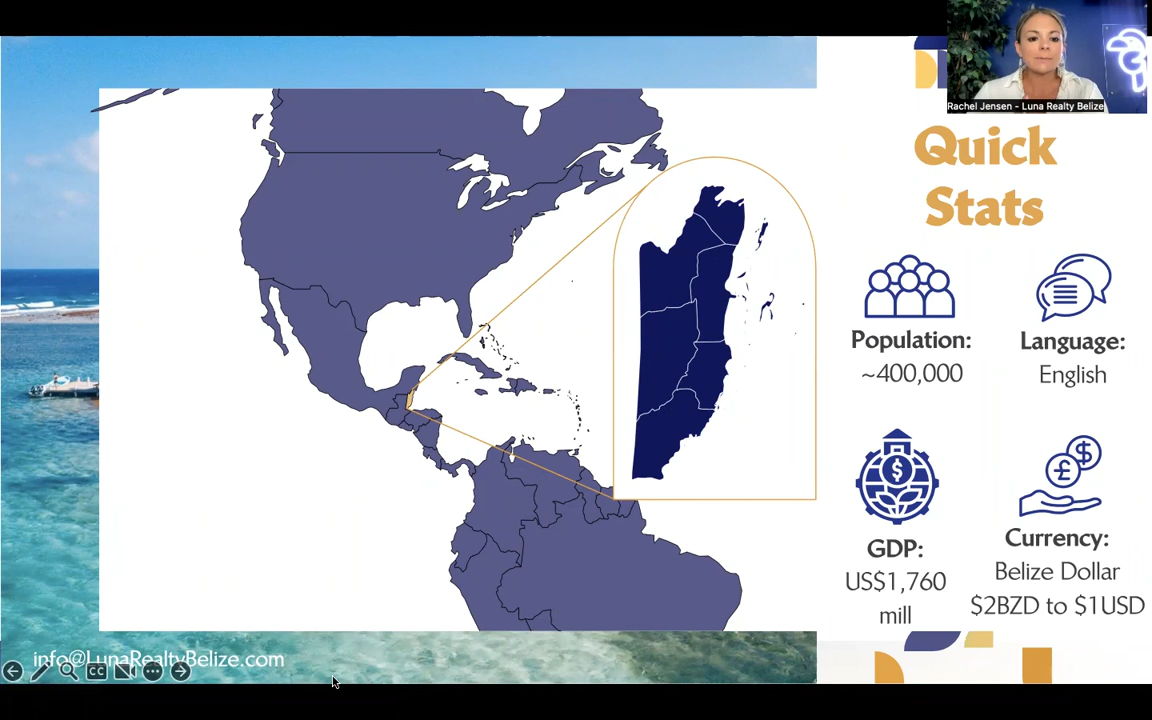 Rachel Jensen - Luna Realty Belize
Quick
Stats
Population:
~400,000
Language:
English
$
GDP:
US$1,760
mill
£
$
Currency:
Belize Dollar
$2BZD to $1USD
info@LunaRealtyBelize.com
CC